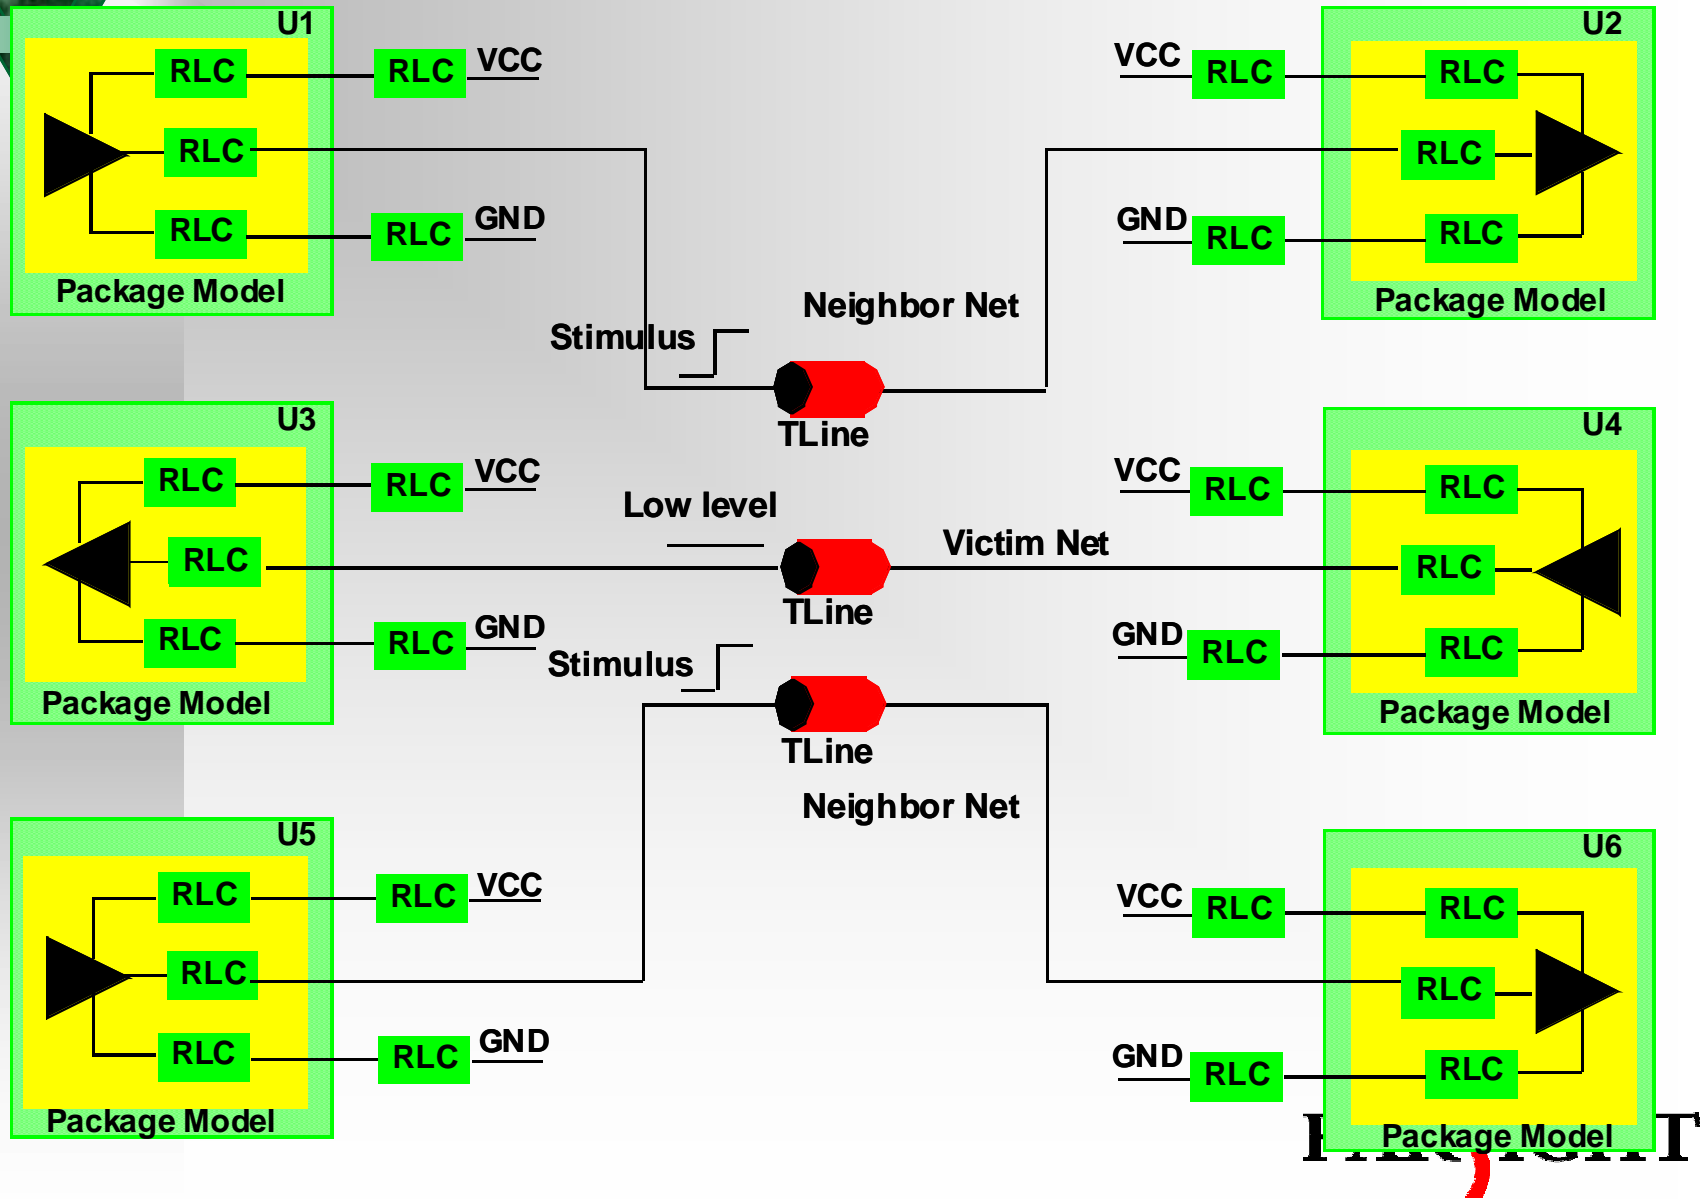 U1
RLC RLC VCC
RLC
RLC RLC GND
Package Model
U2
VCC RLC RLC
RLC
GND RLC RLC
Package Model
Neighbor Net
Stimulus
TLine
U3
RLC RLC VCC
RLC
RLC RLC GND
Package Model
Low level
Victim Net
TLine
U4
VCC RLC RLC
RLC
GND RLC RLC
Package Model
Stimulus
TLine
Neighbor Net
U5
RLC RLC VCC
RLC
RLC RLC GND
Package Model
U6
VCC RLC RLC
RLC
GND RLC RLC
Package Model